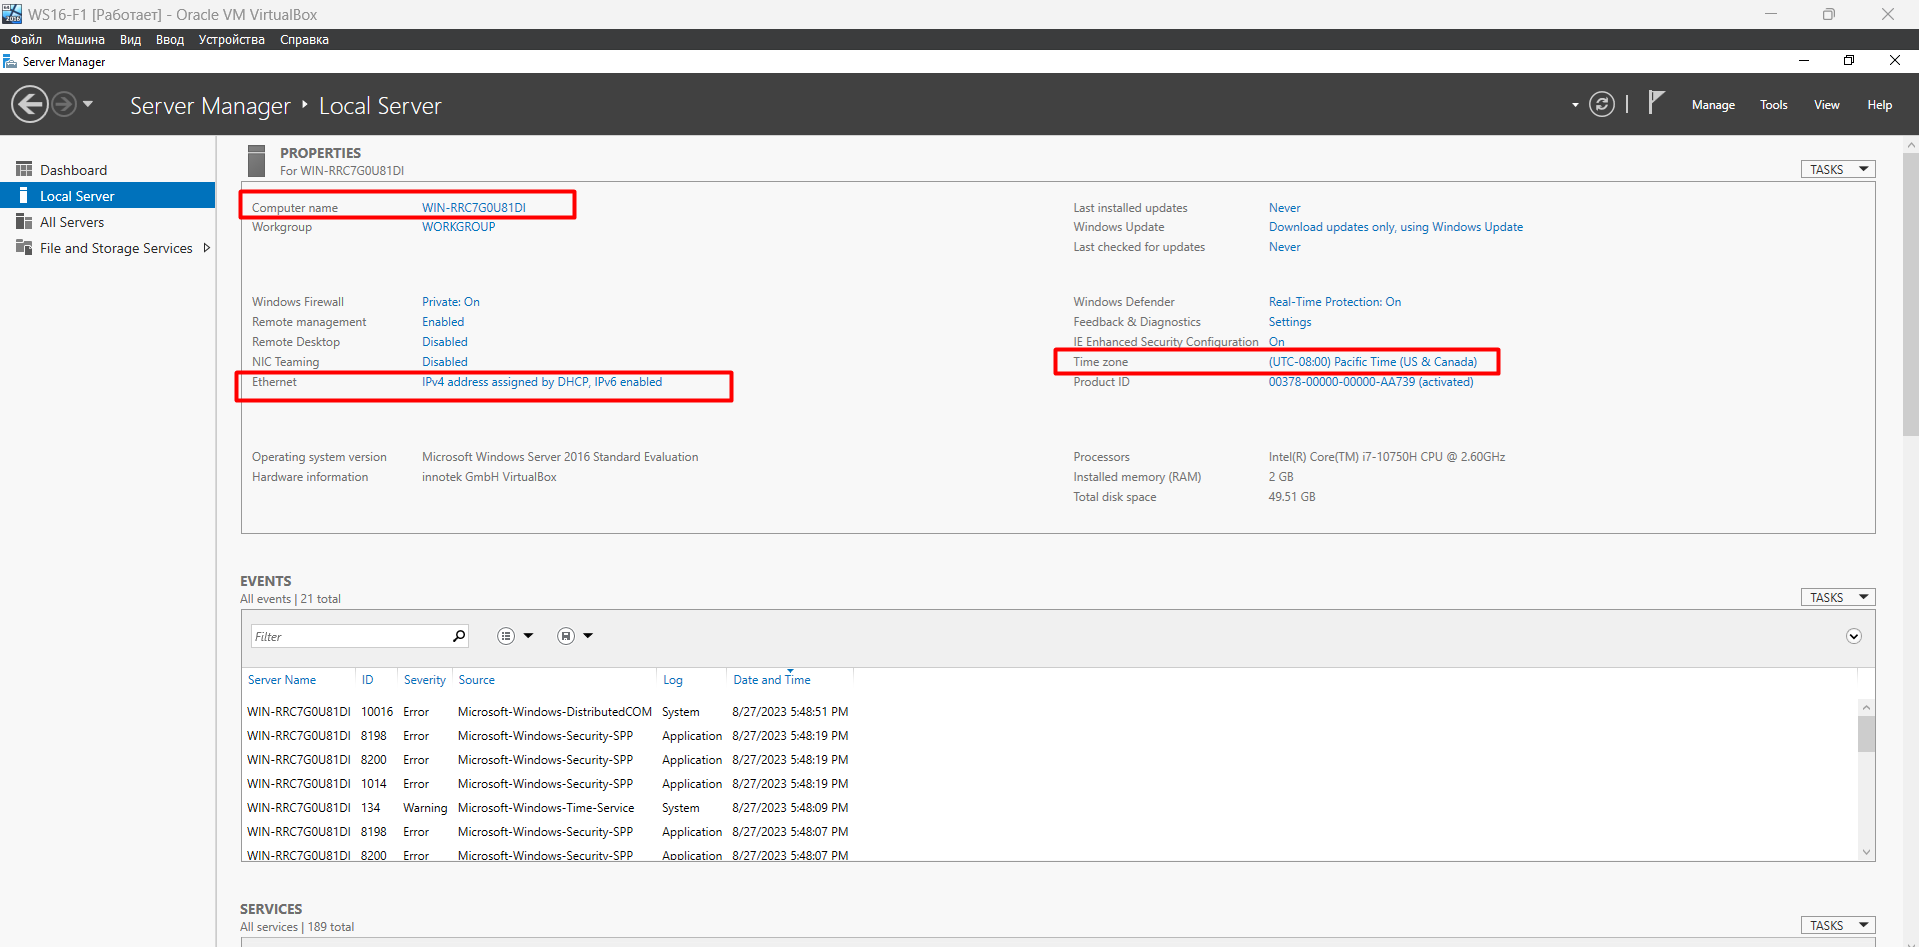 WS16-F1 [Работает] - Oracle VM VirtualBox
Файл Машина Вид Ввод Устройства Справка
Server Manager
Server Manager ‣ Local Server
Manage Tools View Help
Dashboard
Local Server
All Servers
File and Storage Services
PROPERTIES
For WIN-RRC7G0U81DI
TASKS
Computer name WIN-RRC7G0U81DI
Workgroup WORKGROUP
Last installed updates Never
Windows Update Download updates only, using Windows Update
Last checked for updates Never
Windows Firewall Private: On
Remote management Enabled
Remote Desktop Disabled
NIC Teaming Disabled
Ethernet IPv4 address assigned by DHCP, IPv6 enabled
Windows Defender Real-Time Protection: On
Feedback & Diagnostics Settings
IE Enhanced Security Configuration On
Time zone (UTC-08:00) Pacific Time (US & Canada)
Product ID 00378-00000-00000-AA739 (activated)
Operating system version Microsoft Windows Server 2016 Standard Evaluation
Hardware information innotek GmbH VirtualBox
Processors Intel(R) Core(TM) i7-10750H CPU @ 2.60GHz
Installed memory (RAM) 2 GB
Total disk space 49.51 GB
EVENTS
All events | 21 total
TASKS
Filter
Server Name ID Severity Source Log Date and Time
WIN-RRC7G0U81DI 10016 Error Microsoft-Windows-DistributedCOM System 8/27/2023 5:48:51 PM
WIN-RRC7G0U81DI 8198 Error Microsoft-Windows-Security-SPP Application 8/27/2023 5:48:19 PM
WIN-RRC7G0U81DI 8200 Error Microsoft-Windows-Security-SPP Application 8/27/2023 5:48:19 PM
WIN-RRC7G0U81DI 1014 Error Microsoft-Windows-Security-SPP Application 8/27/2023 5:48:19 PM
WIN-RRC7G0U81DI 134 Warning Microsoft-Windows-Time-Service System 8/27/2023 5:48:09 PM
WIN-RRC7G0U81DI 8198 Error Microsoft-Windows-Security-SPP Application 8/27/2023 5:48:07 PM
WIN-RRC7G0U81DI 8200 Error Microsoft-Windows-Security-SPP Application 8/27/2023 5:48:07 PM
SERVICES
All services | 189 total
TASKS